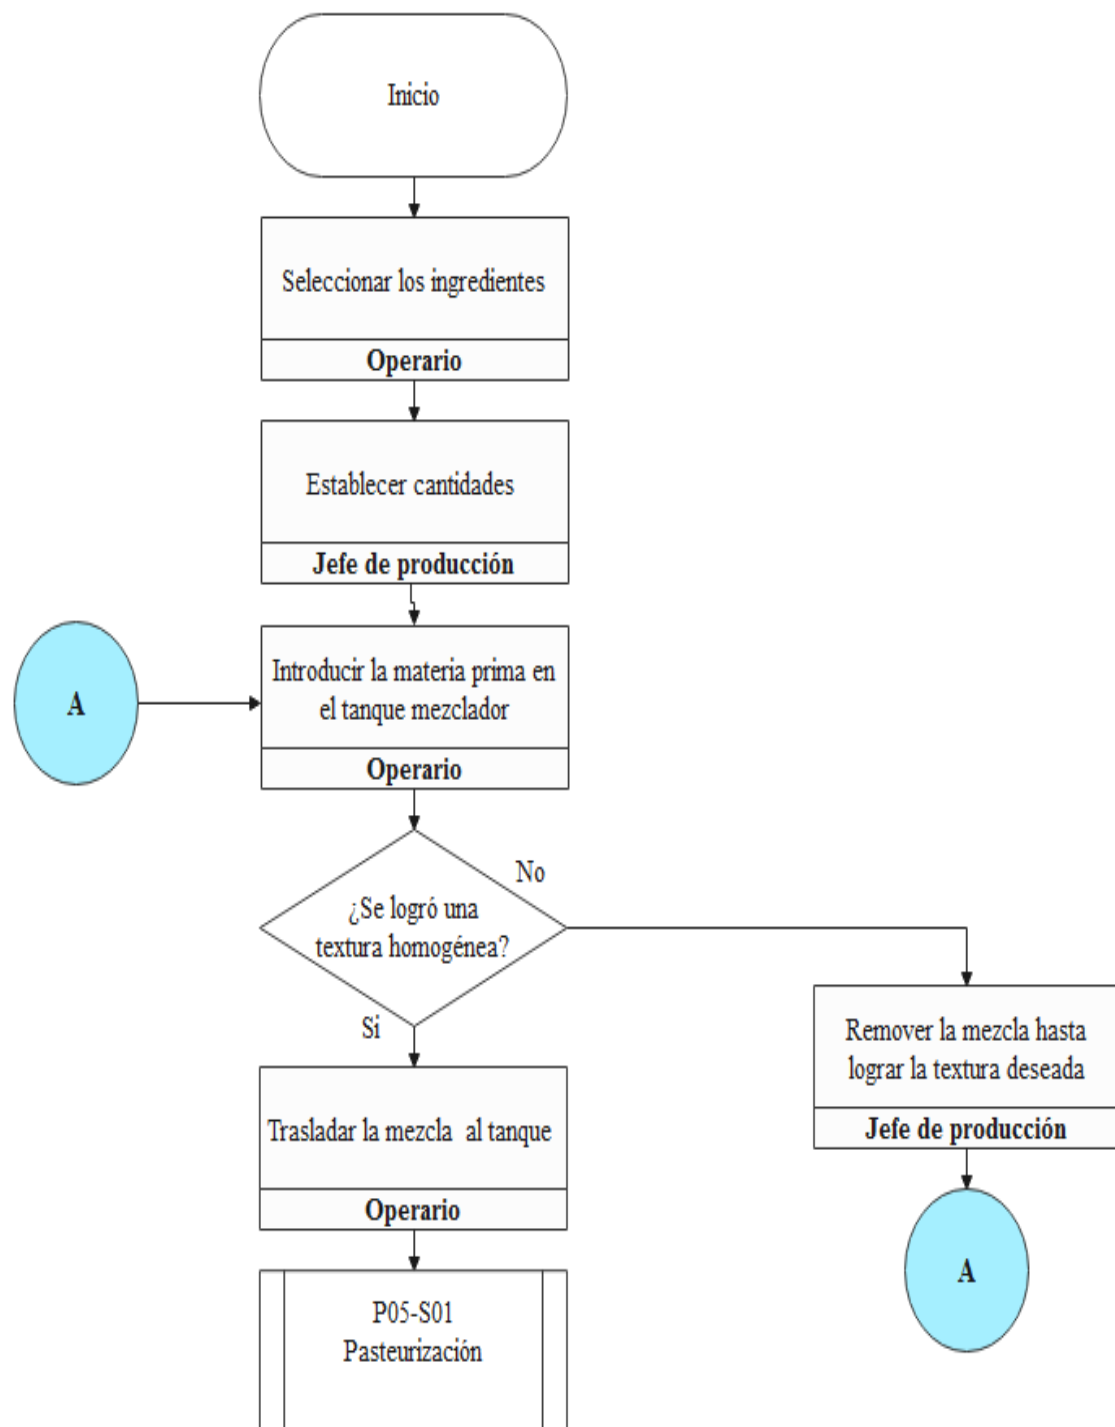 Inicio
Seleccionar los ingredientes
Operario
Establecer cantidades
Jefe de producción
A
Introducir la materia prima en
el tanque mezclador
Operario
No
¿Se logró una
textura homogénea?
Si
Remover la mezcla hasta
lograr la textura deseada
Jefe de producción
Trasladar la mezcla al tanque
Operario
A
P05-S01
Pasteurización